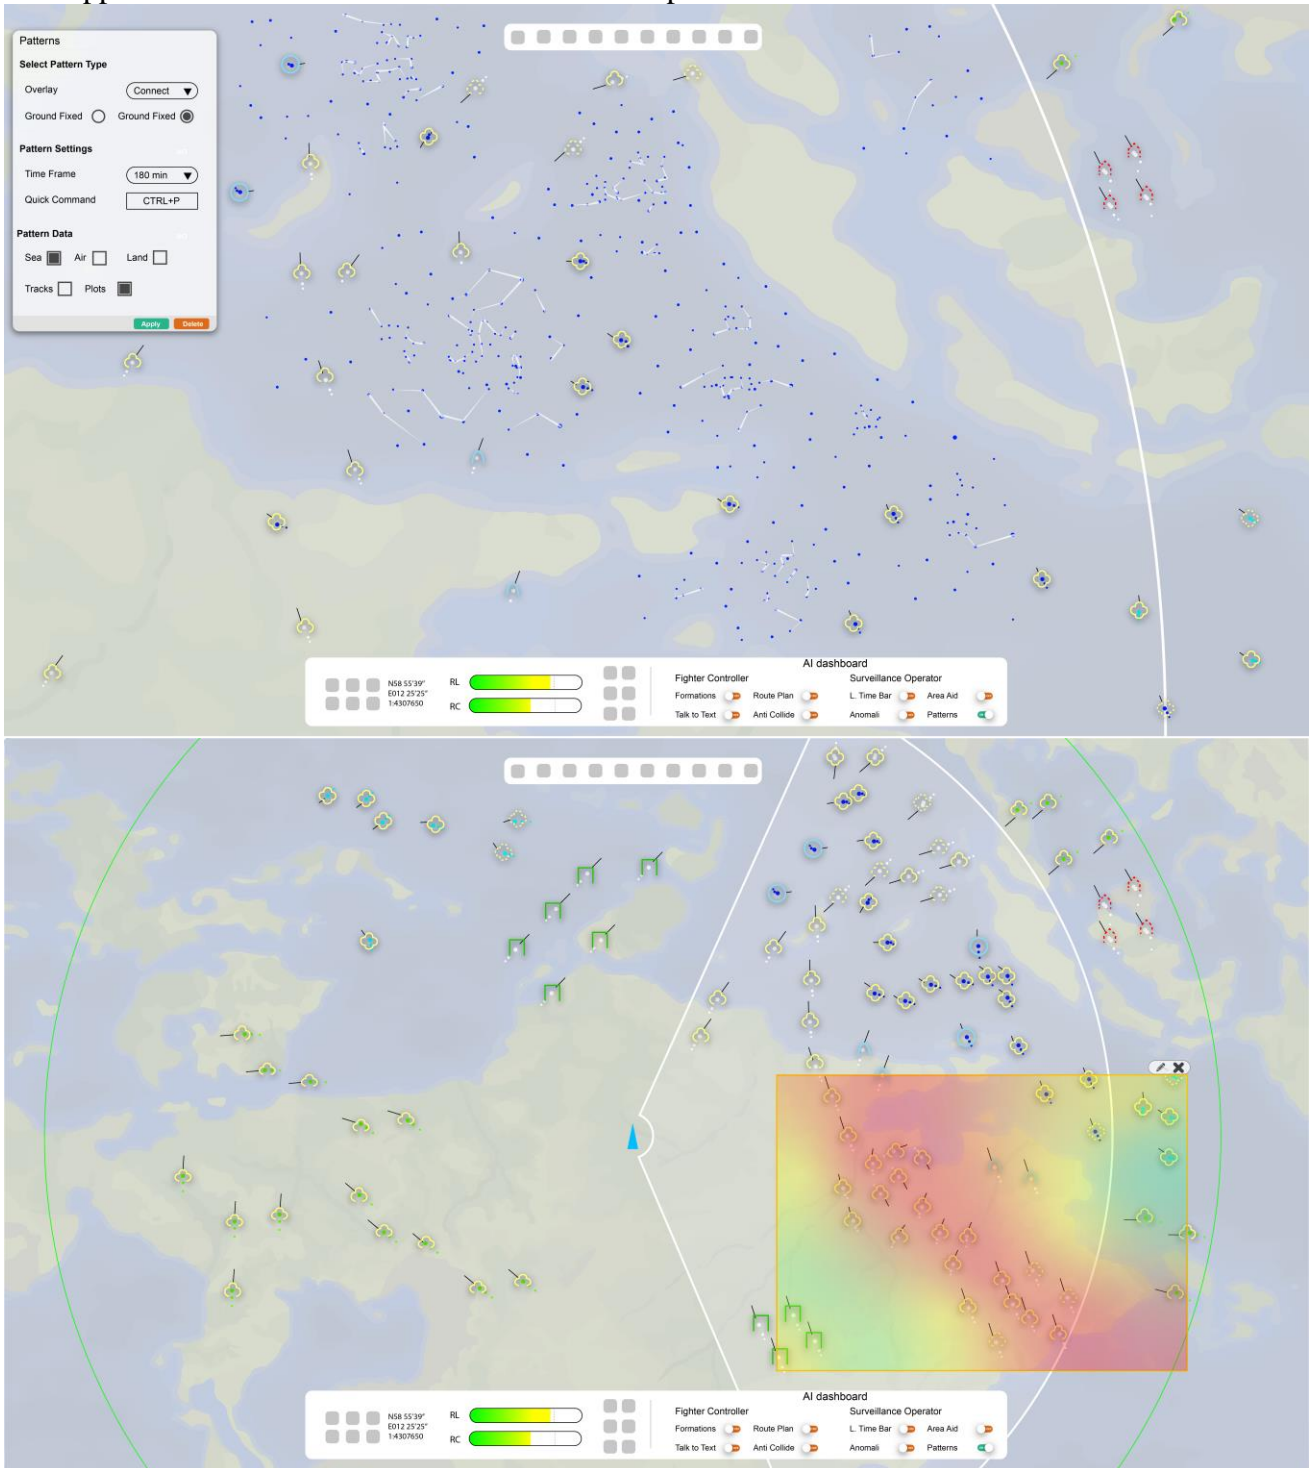 Patterns
Select Pattern Type
Overlay Connect
Ground Fixed Ground Fixed
Pattern Settings
Time Frame 180 min
Quick Command CTRL+P
Pattern Data
Sea Air Land
Tracks Plots
Apply Delete
AI dashboard
N58 55'39"
E012 25'25"
1:4307650
RL
RC
Fighter Controller Surveillance Operator
Formations Route Plan L. Time Bar Area Aid
Talk to Text Anti Collide Anomali Patterns
AI dashboard
N58 55'39"
E012 25'25"
1:4307650
RL
RC
Fighter Controller Surveillance Operator
Formations Route Plan L. Time Bar Area Aid
Talk to Text Anti Collide Anomali Patterns